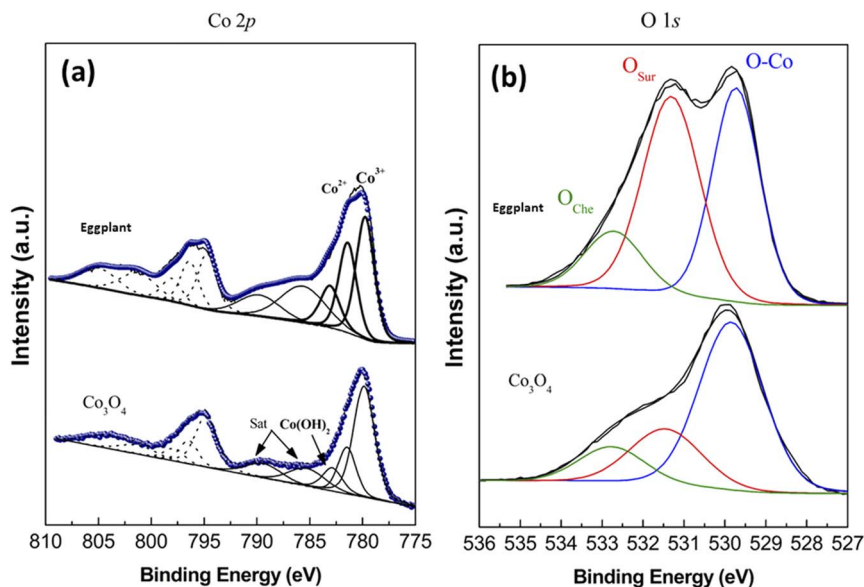 Co 2p
(a)
Co²⁺
Co³⁺
Eggplant
Co₃O₄
Sat
Co(OH)₂
Intensity (a.u.)
810 805 800 795 790 785 780 775
Binding Energy (eV)
O 1s
(b)
O-Co
O_Sur
O_Che
Eggplant
Co₃O₄
Intensity (a.u.)
536 535 534 533 532 531 530 529 528 527
Binding Energy (eV)